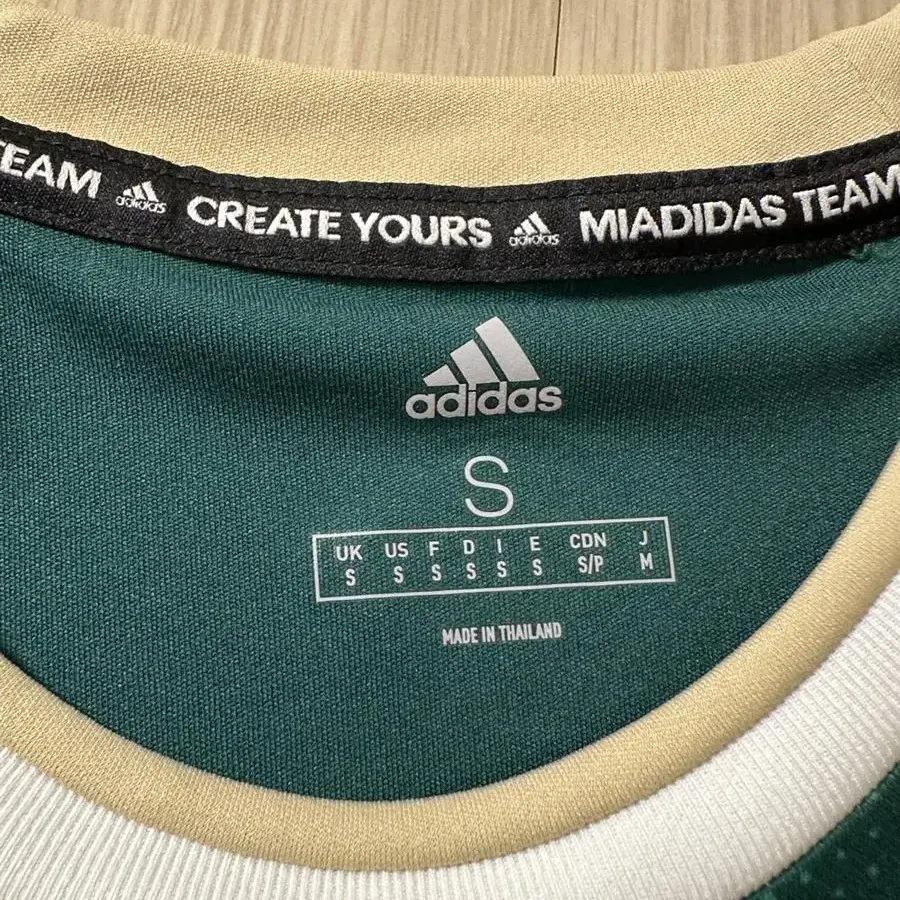 TEAM adidas CREATE YOURS adidas MIADIDAS TEAM
adidas
S
UK US F D I E CDN J
S S S S S S S/P M
MADE IN THAILAND